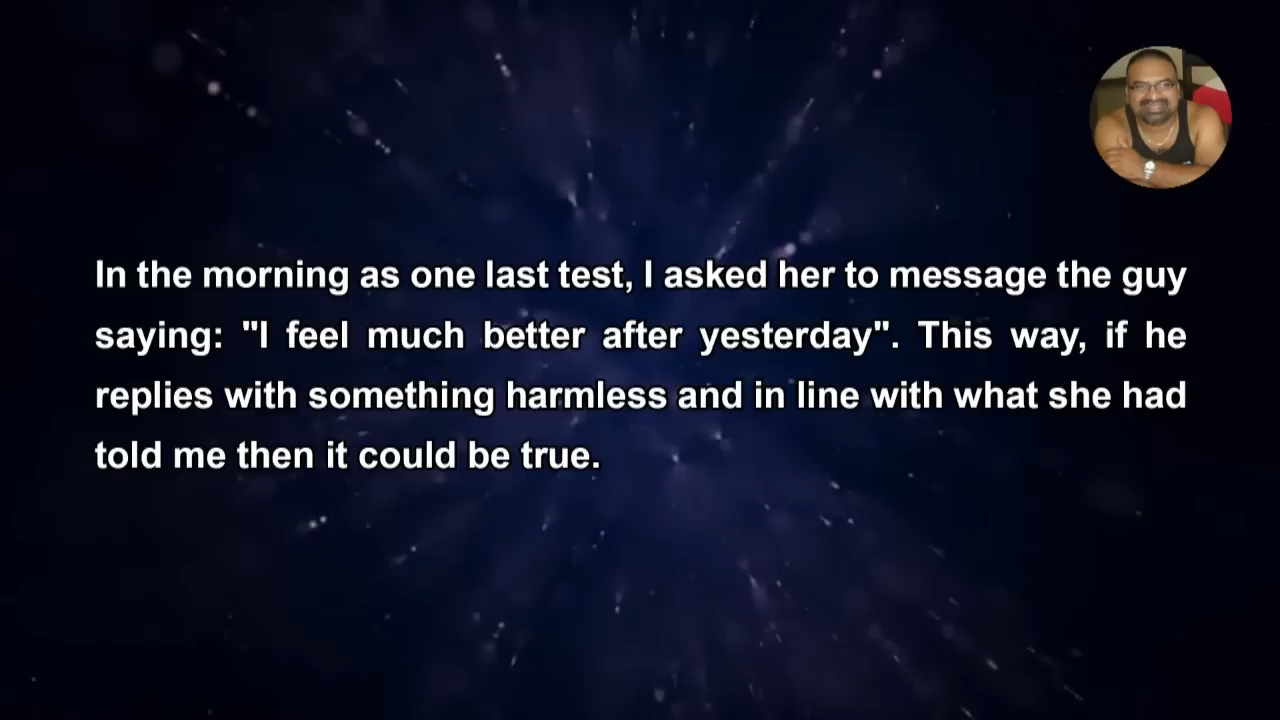 In the morning as one last test, I asked her to message the guy
saying: "I feel much better after yesterday". This way, if he
replies with something harmless and in line with what she had
told me then it could be true.